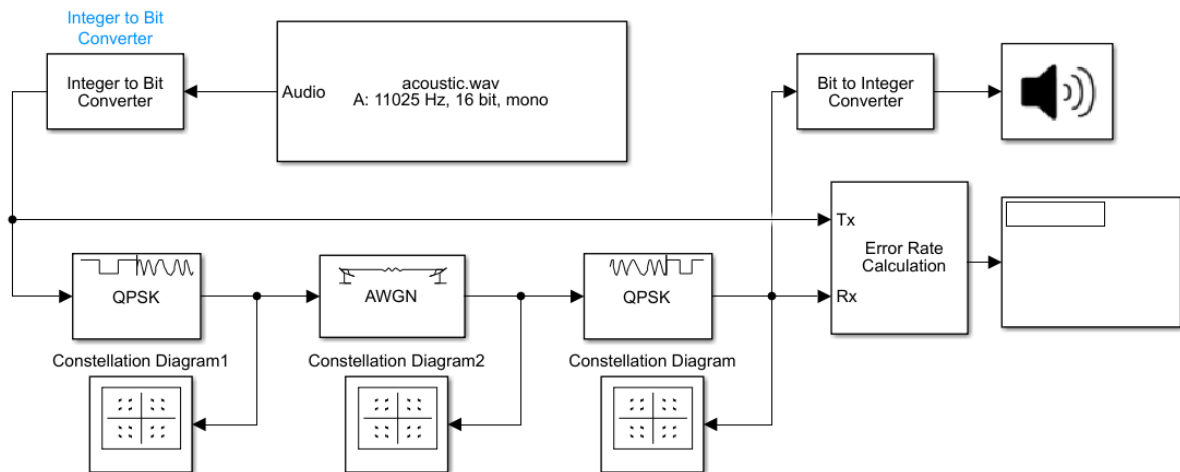 Integer to Bit
Converter
Integer to Bit
Converter
Audio
acoustic.wav
A: 11025 Hz, 16 bit, mono
Bit to Integer
Converter
Tx
Error Rate
Calculation
Rx
QPSK
AWGN
QPSK
Constellation Diagram1
Constellation Diagram2
Constellation Diagram